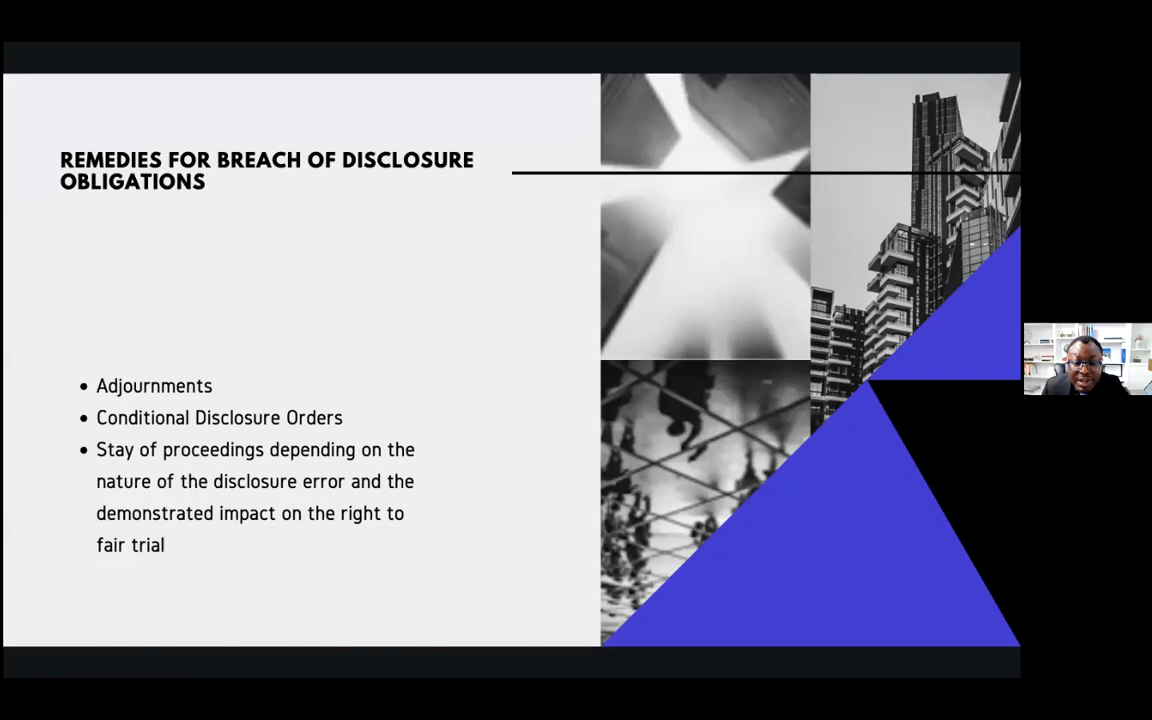 REMEDIES FOR BREACH OF DISCLOSURE
OBLIGATIONS
• Adjournments
• Conditional Disclosure Orders
• Stay of proceedings depending on the
nature of the disclosure error and the
demonstrated impact on the right to
fair trial